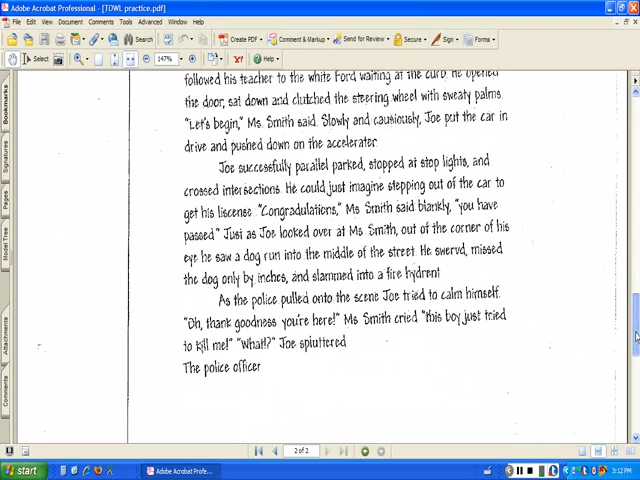 Adobe Acrobat Professional - [TOWL practice.pdf]
File Edit View Document Comments Tools Advanced Window Help
Create PDF Comment & Markup Send for Review Secure Sign Forms
Select 147% Help
Bookmarks
Signatures
Pages
Model Tree
Attachments
Comments
followed his teacher to the white Ford waiting at the curb. He opened
the door, sat down and clutched the steering wheel with sweaty palms.
"Let's begin," Ms. Smith said. Slowly and causiously, Joe put the car in
drive and pushed down on the accelerater
Joe successfully parallel parked, stopped at stop lights, and
crossed intersections. He could just imagine stepping out of the car to
get his liscense. "Congradulations," Ms. Smith said blankly, "you have
passed." Just as Joe looked over at Ms. Smith, out of the corner of his
eye he saw a dog run into the middle of the street. He swervd, missed
the dog only by inches, and slammed into a fire hydrent
As the police pulled onto the scene Joe tried to calm himself.
"Oh, thank goodness you're here!" Ms. Smith cried "this boy just tried
to kill me!" "What!?" Joe spluttered
The police officer
2 of 2
start
Adobe Acrobat Profe...
3:12 PM